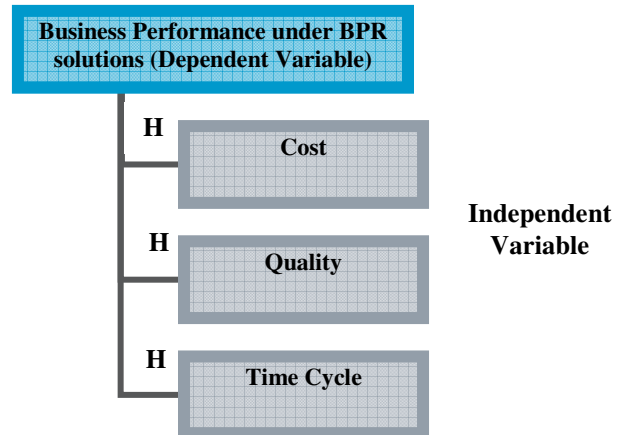 Business Performance under BPR
solutions (Dependent Variable)
H
Cost
Independent
Variable
H
Quality
H
Time Cycle